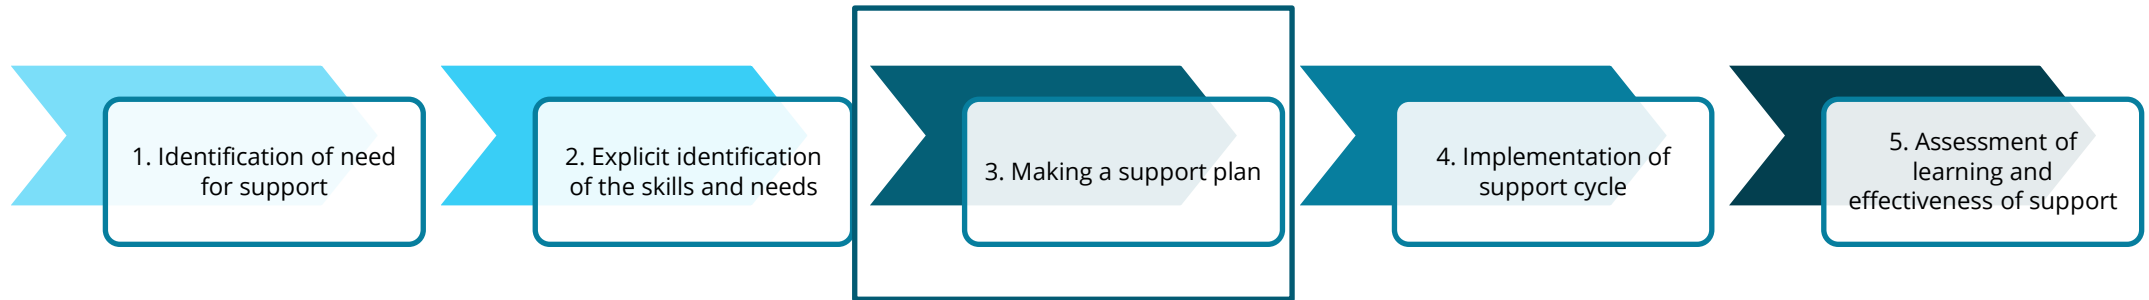 1. Identification of need
for support
2. Explicit identification
of the skills and needs
3. Making a support plan
4. Implementation of
support cycle
5. Assessment of
learning and
effectiveness of support